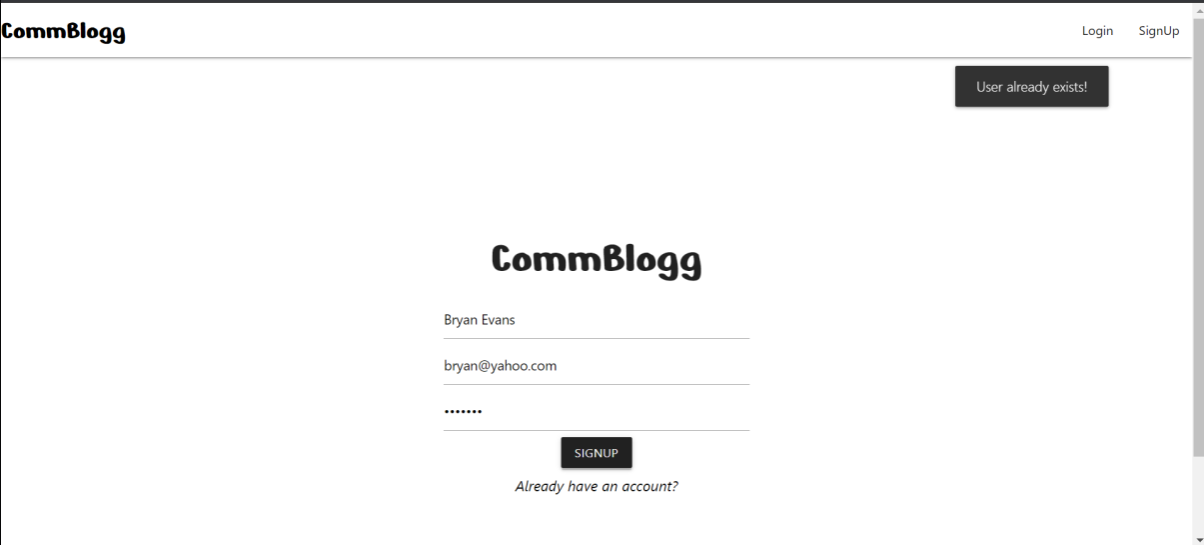 CommBlogg
Login SignUp
User already exists!
CommBlogg
Bryan Evans
bryan@yahoo.com
•••••••
SIGNUP
Already have an account?